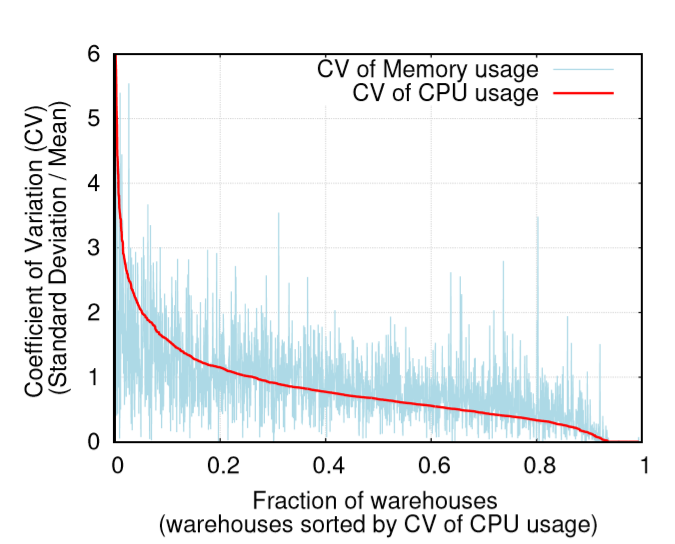 6
CV of Memory usage
CV of CPU usage
5
4
3
2
1
0
Coefficient of Variation (CV)
(Standard Deviation / Mean)
0 0.2 0.4 0.6 0.8 1
Fraction of warehouses
(warehouses sorted by CV of CPU usage)